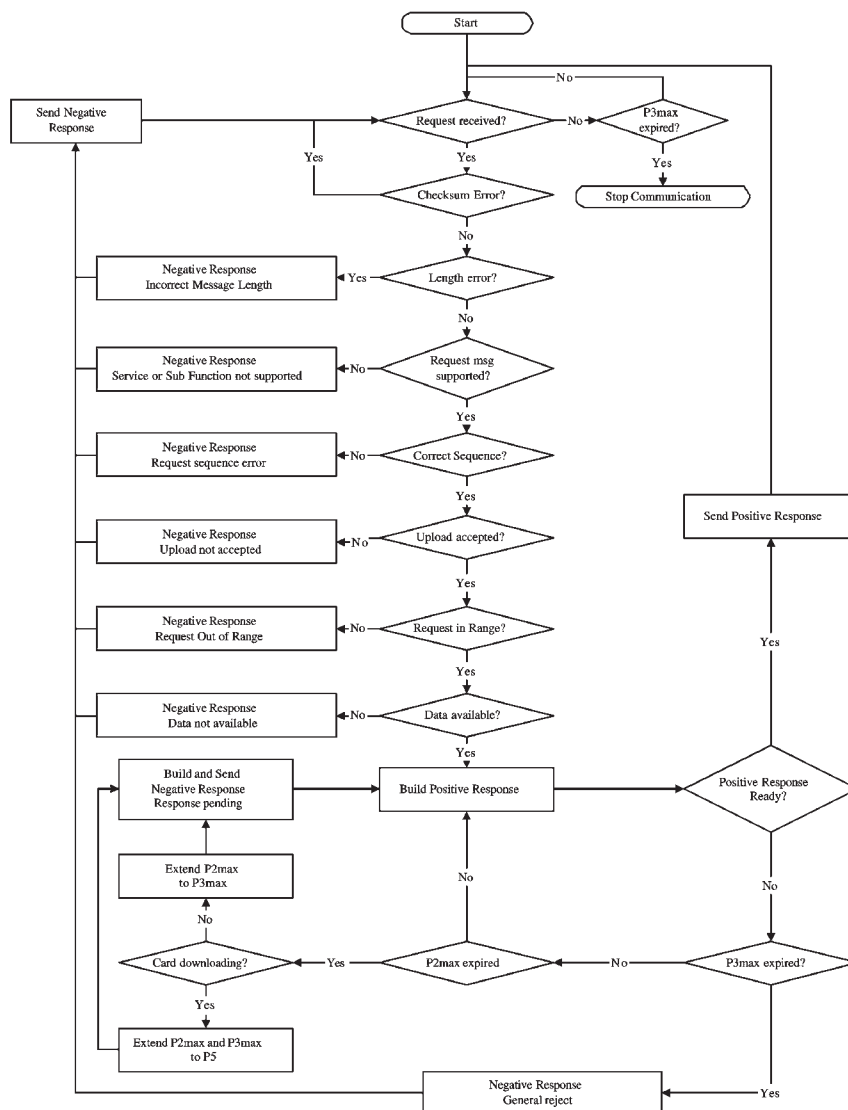 Start
No
Send Negative
Response
Request received?
No
P3max
expired?
Yes
Yes
Yes
Checksum Error?
Stop Communication
No
Negative Response
Incorrect Message Length
Yes
Length error?
No
Negative Response
Service or Sub Function not supported
No
Request msg
supported?
Yes
Negative Response
Request sequence error
No
Correct Sequence?
Yes
Send Positive Response
Negative Response
Upload not accepted
No
Upload accepted?
Yes
Negative Response
Request Out of Range
No
Request in Range?
Yes
Yes
Negative Response
Data not available
No
Data available?
Yes
Build and Send
Negative Response
Response pending
Build Positive Response
Positive Response
Ready?
Extend P2max
to P3max
No
No
No
Card downloading?
Yes
P2max expired
No
P3max expired?
Yes
Extend P2max and P3max
to P5
Negative Response
General reject
Yes